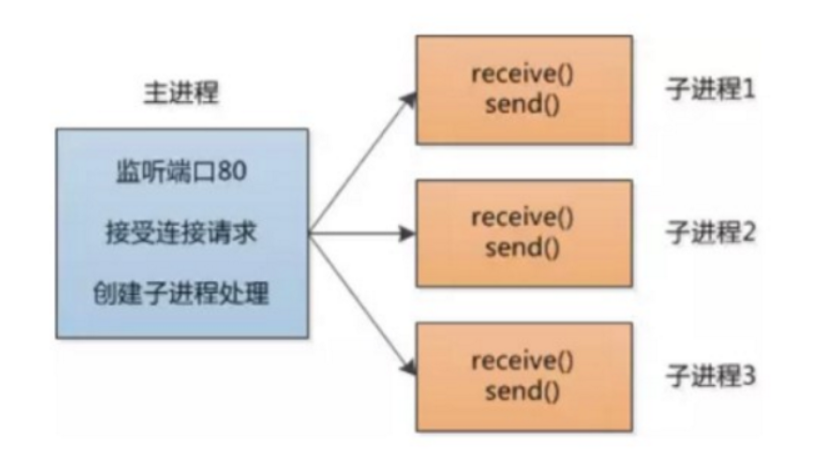 主进程
监听端口80
接受连接请求
创建子进程处理
receive()
send()
子进程1
receive()
send()
子进程2
receive()
send()
子进程3